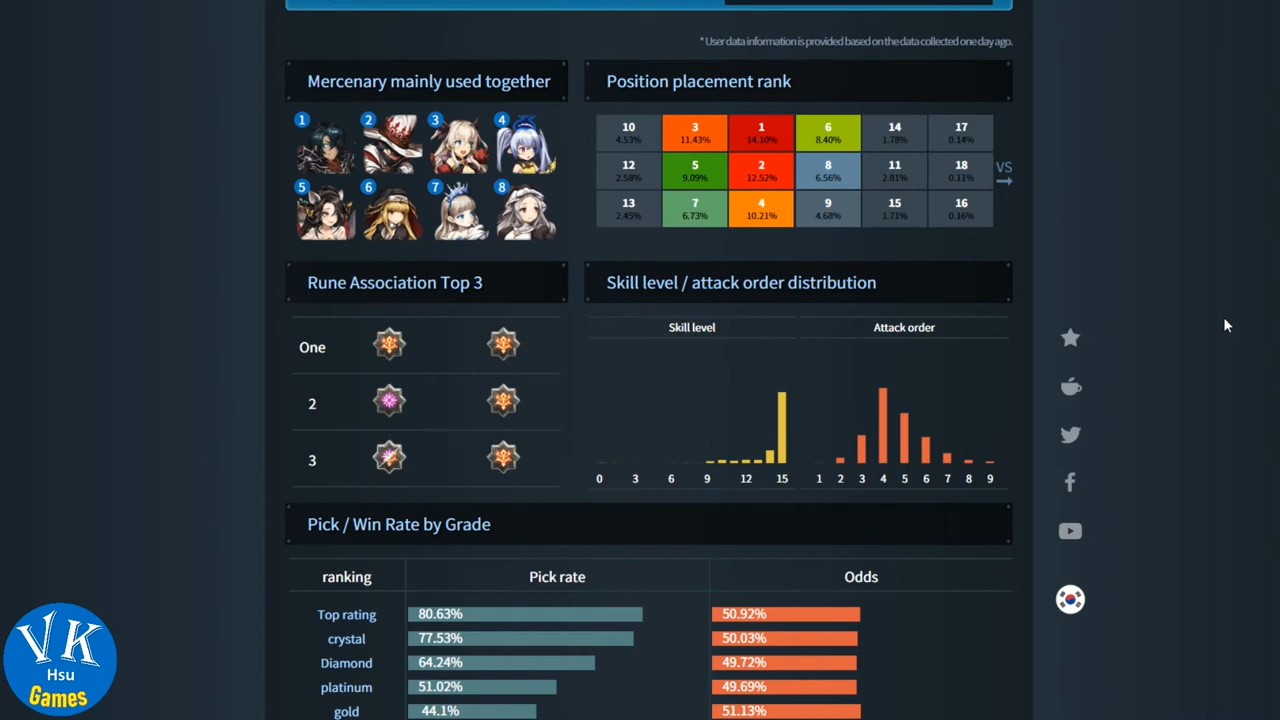 * User data information is provided based on the data collected one day ago.
Mercenary mainly used together
Position placement rank
1 2 3 4
5 6 7 8
10 3 1 6 14 17
4.53% 11.43% 14.10% 8.40% 1.78% 0.14%
12 5 2 8 11 18
2.58% 9.09% 12.52% 6.56% 2.81% 0.11%
13 7 4 9 15 16
2.45% 6.73% 10.21% 4.68% 1.71% 0.16%
VS
Rune Association Top 3
One
2
3
Skill level / attack order distribution
Skill level Attack order
0 3 6 9 12 15 1 2 3 4 5 6 7 8 9
Pick / Win Rate by Grade
ranking Pick rate Odds
Top rating 80.63% 50.92%
crystal 77.53% 50.03%
Diamond 64.24% 49.72%
platinum 51.02% 49.69%
gold 44.1% 51.13%
VK
Hsu
Games